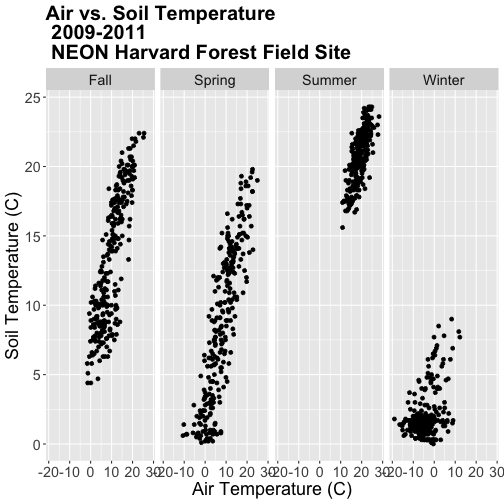 Air vs. Soil Temperature
2009-2011
NEON Harvard Forest Field Site
Fall Spring Summer Winter
25
20
15
10
5
0
Soil Temperature (C)
-20 -10 0 10 20 30 -20 -10 0 10 20 30 -20 -10 0 10 20 30 -20 -10 0 10 20 30
Air Temperature (C)